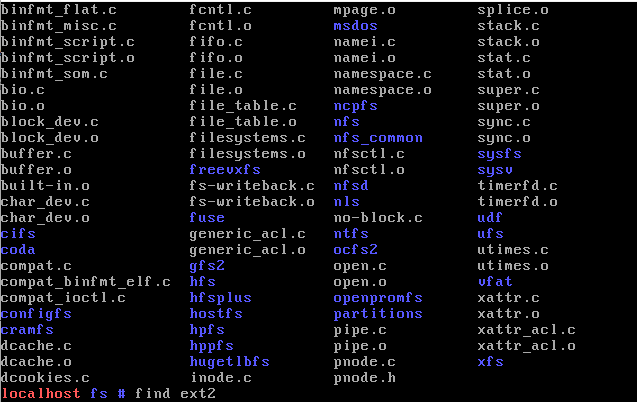 binfmt_flat.c fcntl.c mpage.o splice.o
binfmt_misc.c fcntl.o msdos stack.c
binfmt_script.c fifo.c namei.c stack.o
binfmt_script.o fifo.o namei.o stat.c
binfmt_som.c file.c namespace.c stat.o
bio.c file.o namespace.o super.c
bio.o file_table.c ncpfs super.o
block_dev.c file_table.o nfs sync.c
block_dev.o filesystems.c nfs_common sync.o
buffer.c filesystems.o nfsctl.c sysfs
buffer.o freevxfs nfsctl.o sysv
built-in.o fs-writeback.c nfsd timerfd.c
char_dev.c fs-writeback.o nls timerfd.o
char_dev.o fuse no-block.c udf
cifs generic_acl.c ntfs ufs
coda generic_acl.o ocfs2 utimes.c
compat.c gfs2 open.c utimes.o
compat_binfmt_elf.c hfs open.o vfat
compat_ioctl.c hfsplus openpromfs xattr.c
configfs hostfs partitions xattr.o
cramfs hpfs pipe.c xattr_acl.c
dcache.c hppfs pipe.o xattr_acl.o
dcache.o hugetlbfs pnode.c xfs
dcookies.c inode.c pnode.h
localhost fs # find ext2